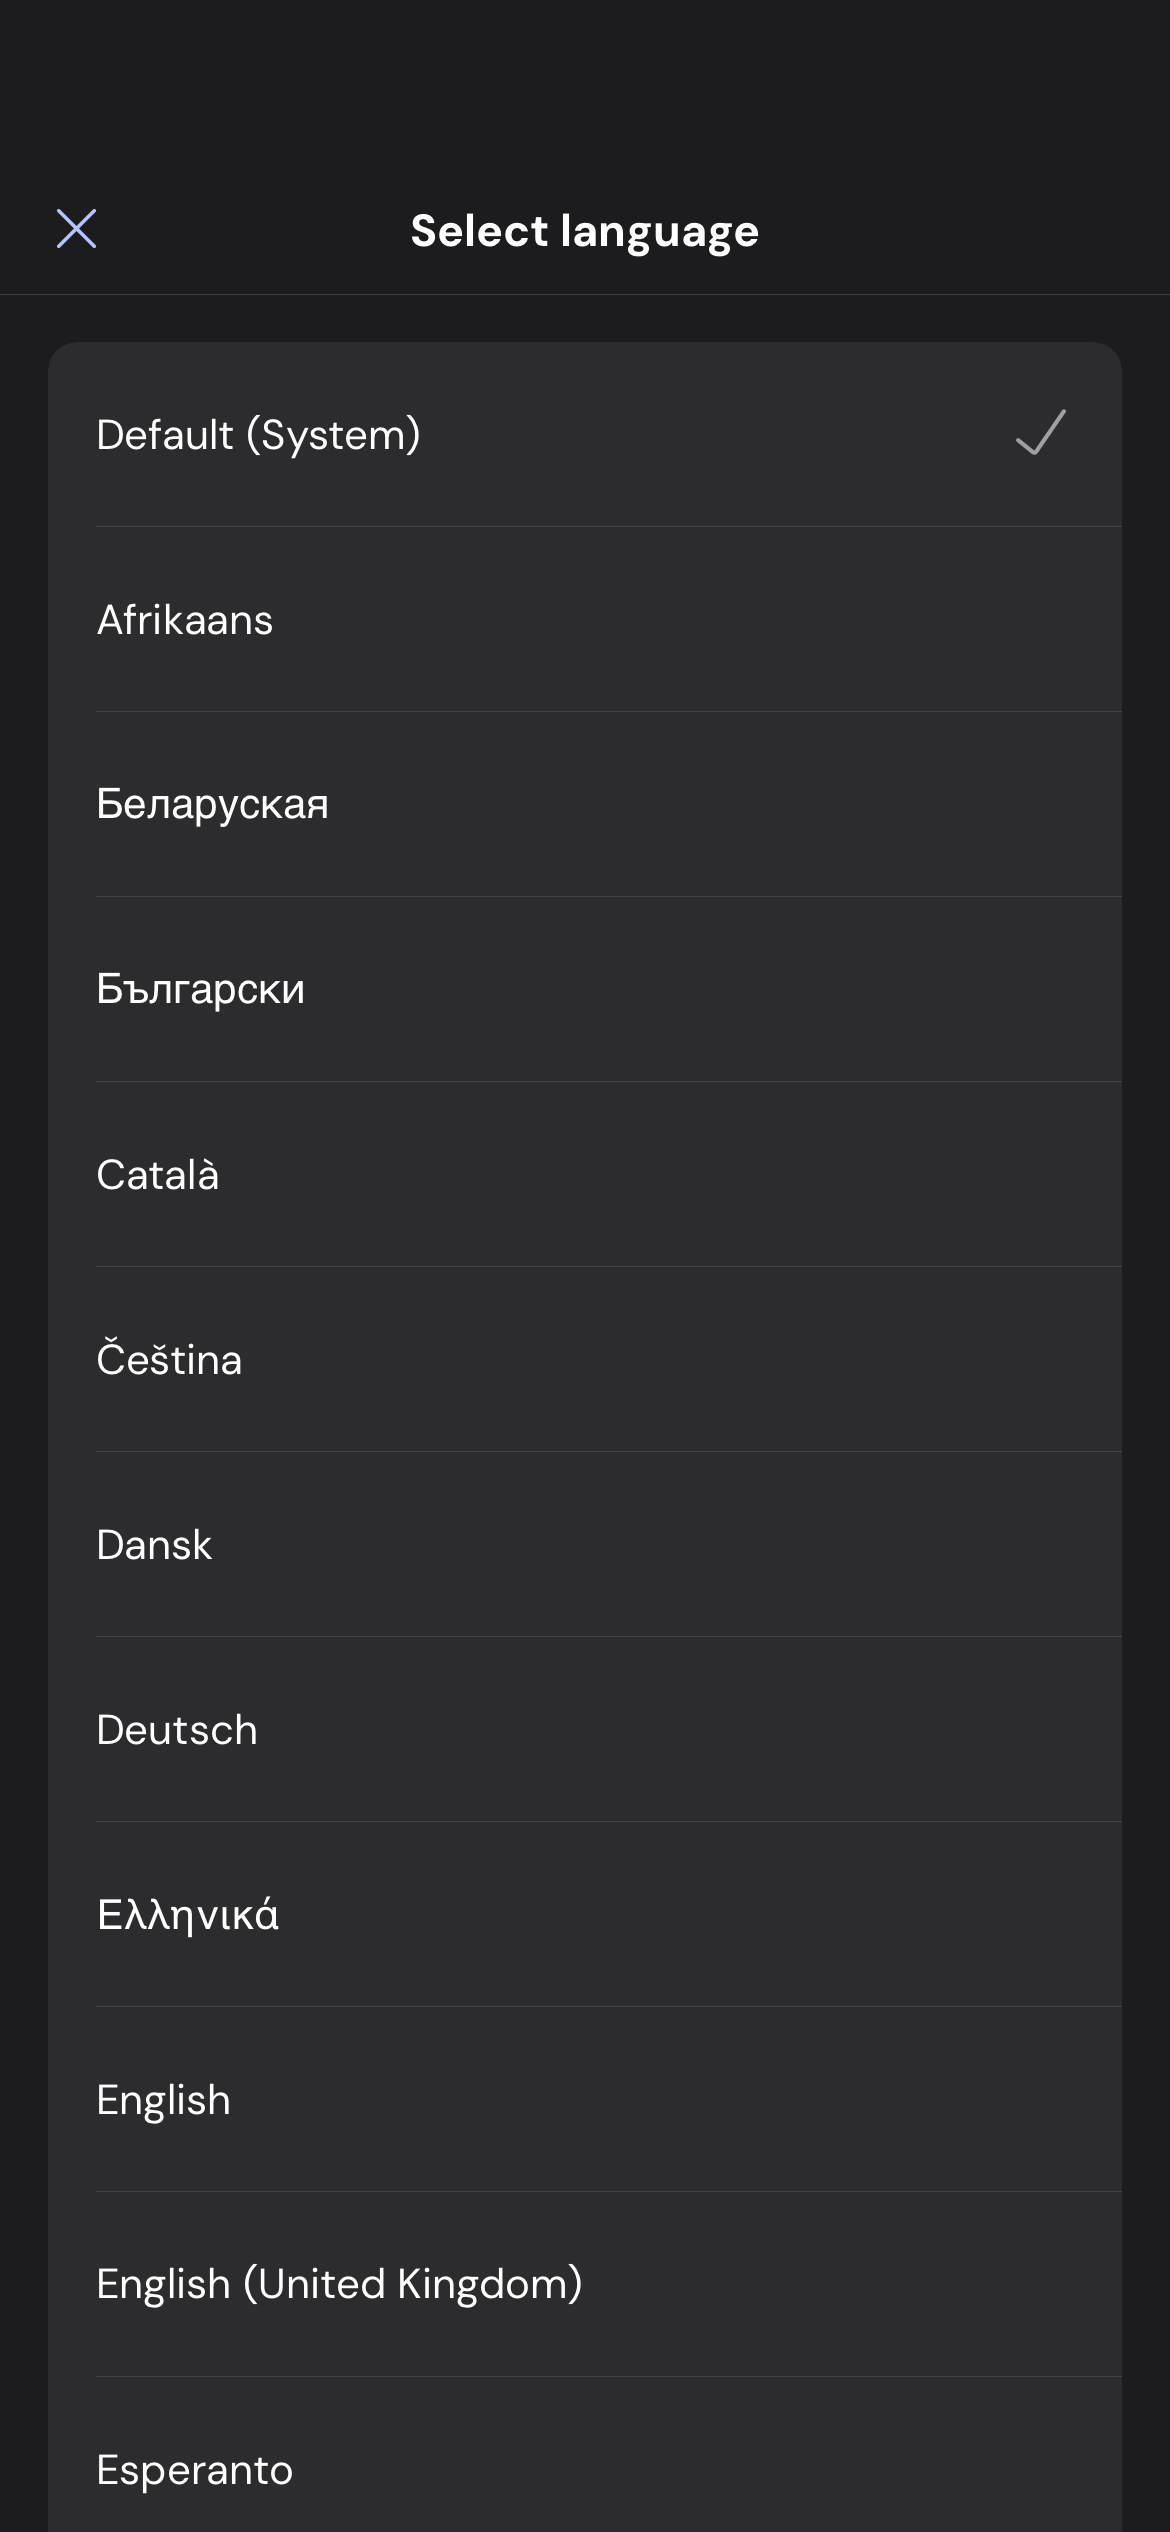 Select language
Default (System)
Afrikaans
Беларуская
Български
Català
Čeština
Dansk
Deutsch
Ελληνικά
English
English (United Kingdom)
Esperanto